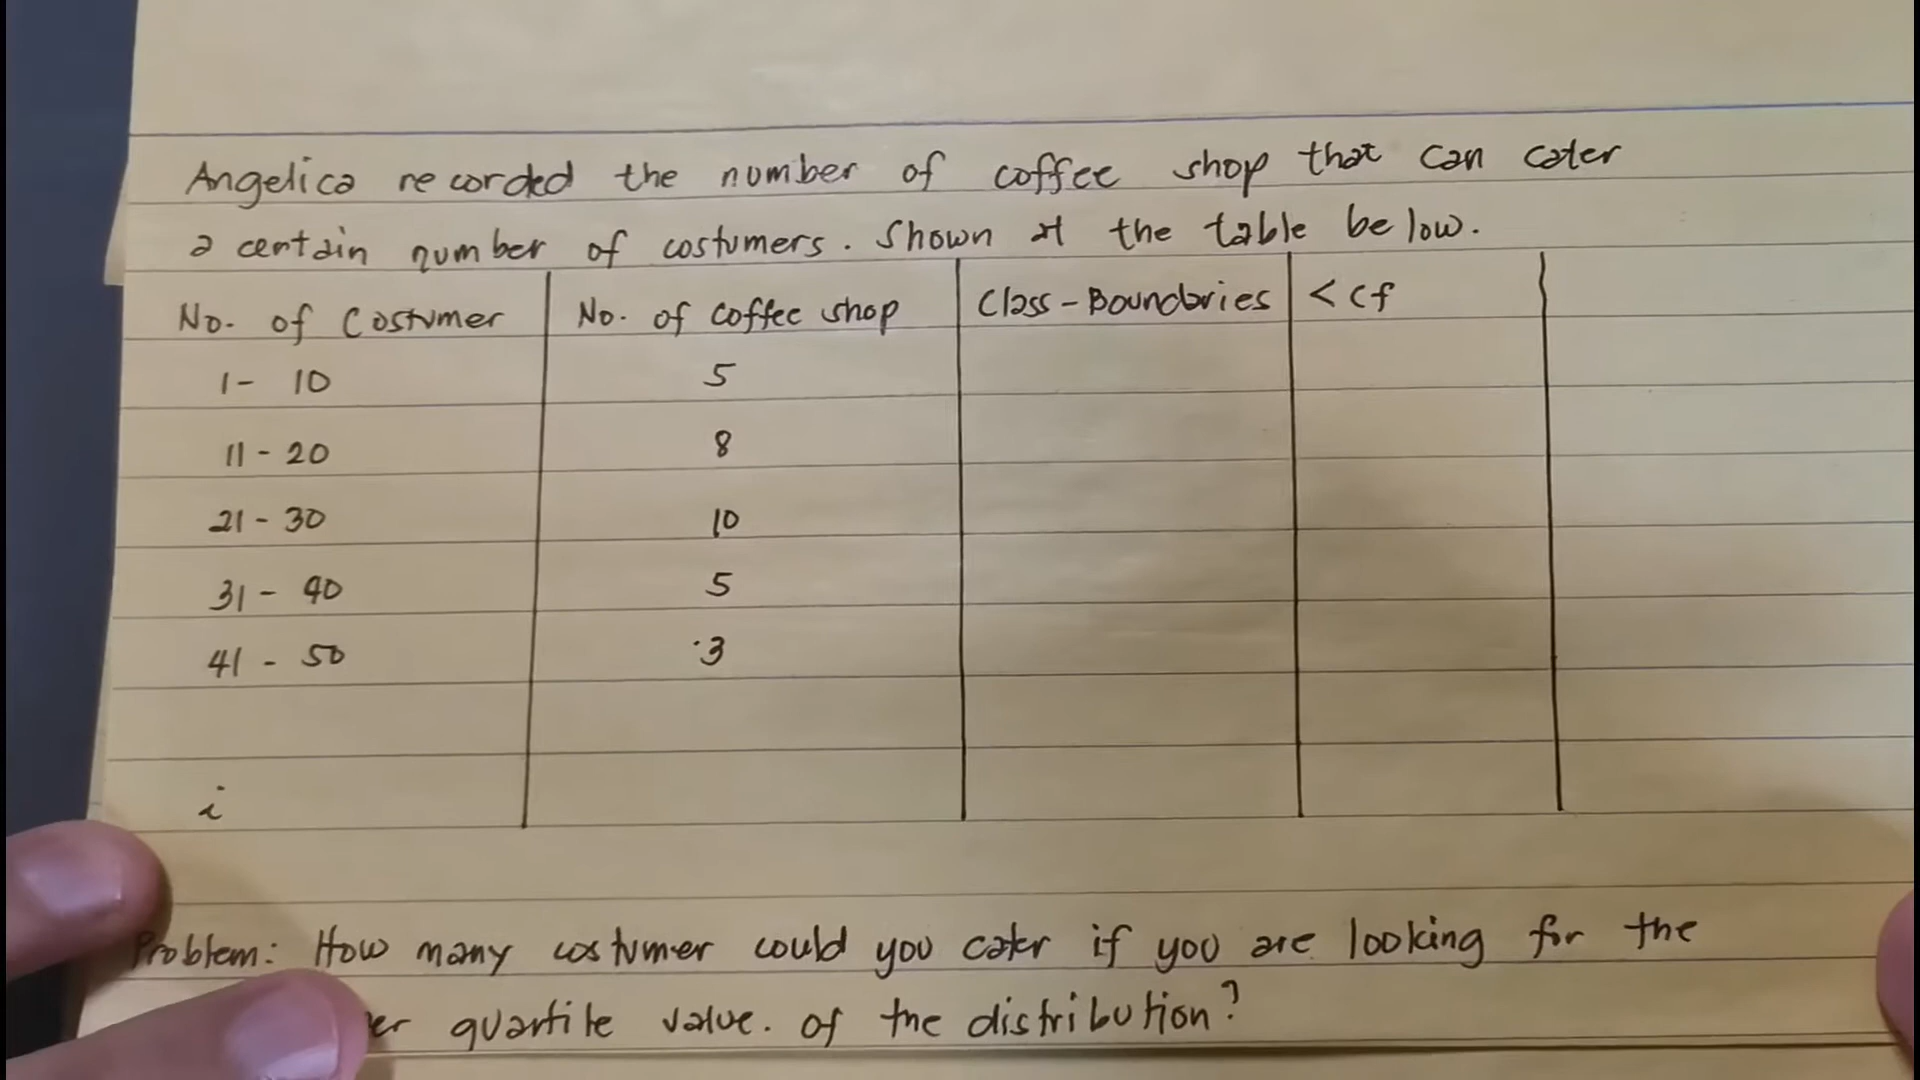 Angelica recorded the number of coffee shop that can cater
a certain number of costumers. Shown at the table below.
No. of Costumer No. of coffee shop Class-Boundaries <cf
1- 10 5
11 - 20 8
21 - 30 10
31 - 40 5
41 - 50 3
i
Problem: How many costumer could you cater if you are looking for the
quartile value. of the distribution?